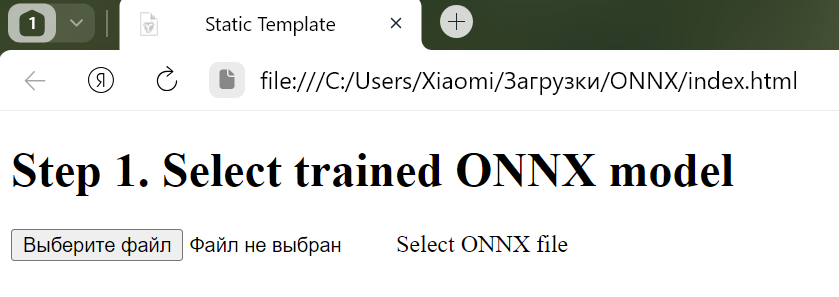 1
Static Template
Я
file:///C:/Users/Xiaomi/Загрузки/ONNX/index.html
Step 1. Select trained ONNX model
Выберите файл Файл не выбран Select ONNX file